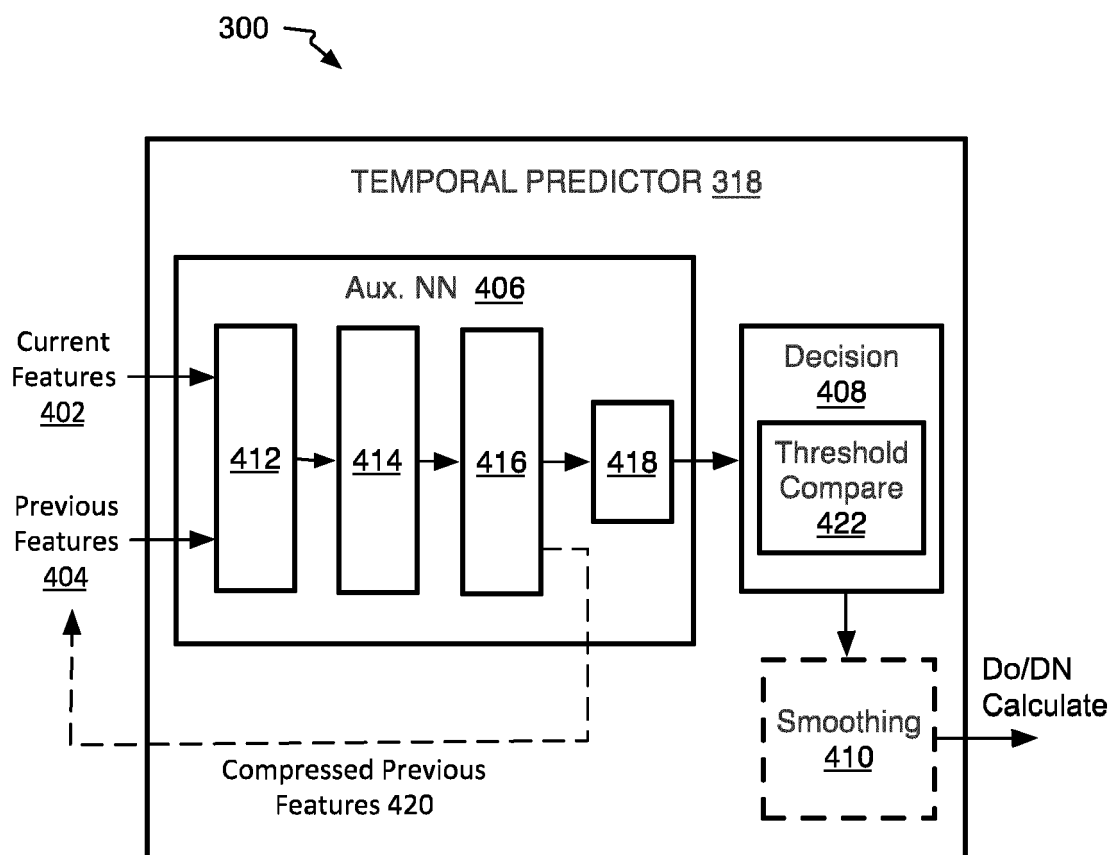 300
TEMPORAL PREDICTOR 318
Aux. NN 406
Current
Features
402
Previous
Features
404
412
414
416
418
Decision
408
Threshold
Compare
422
Smoothing
410
Do/DN
Calculate
Compressed Previous
Features 420